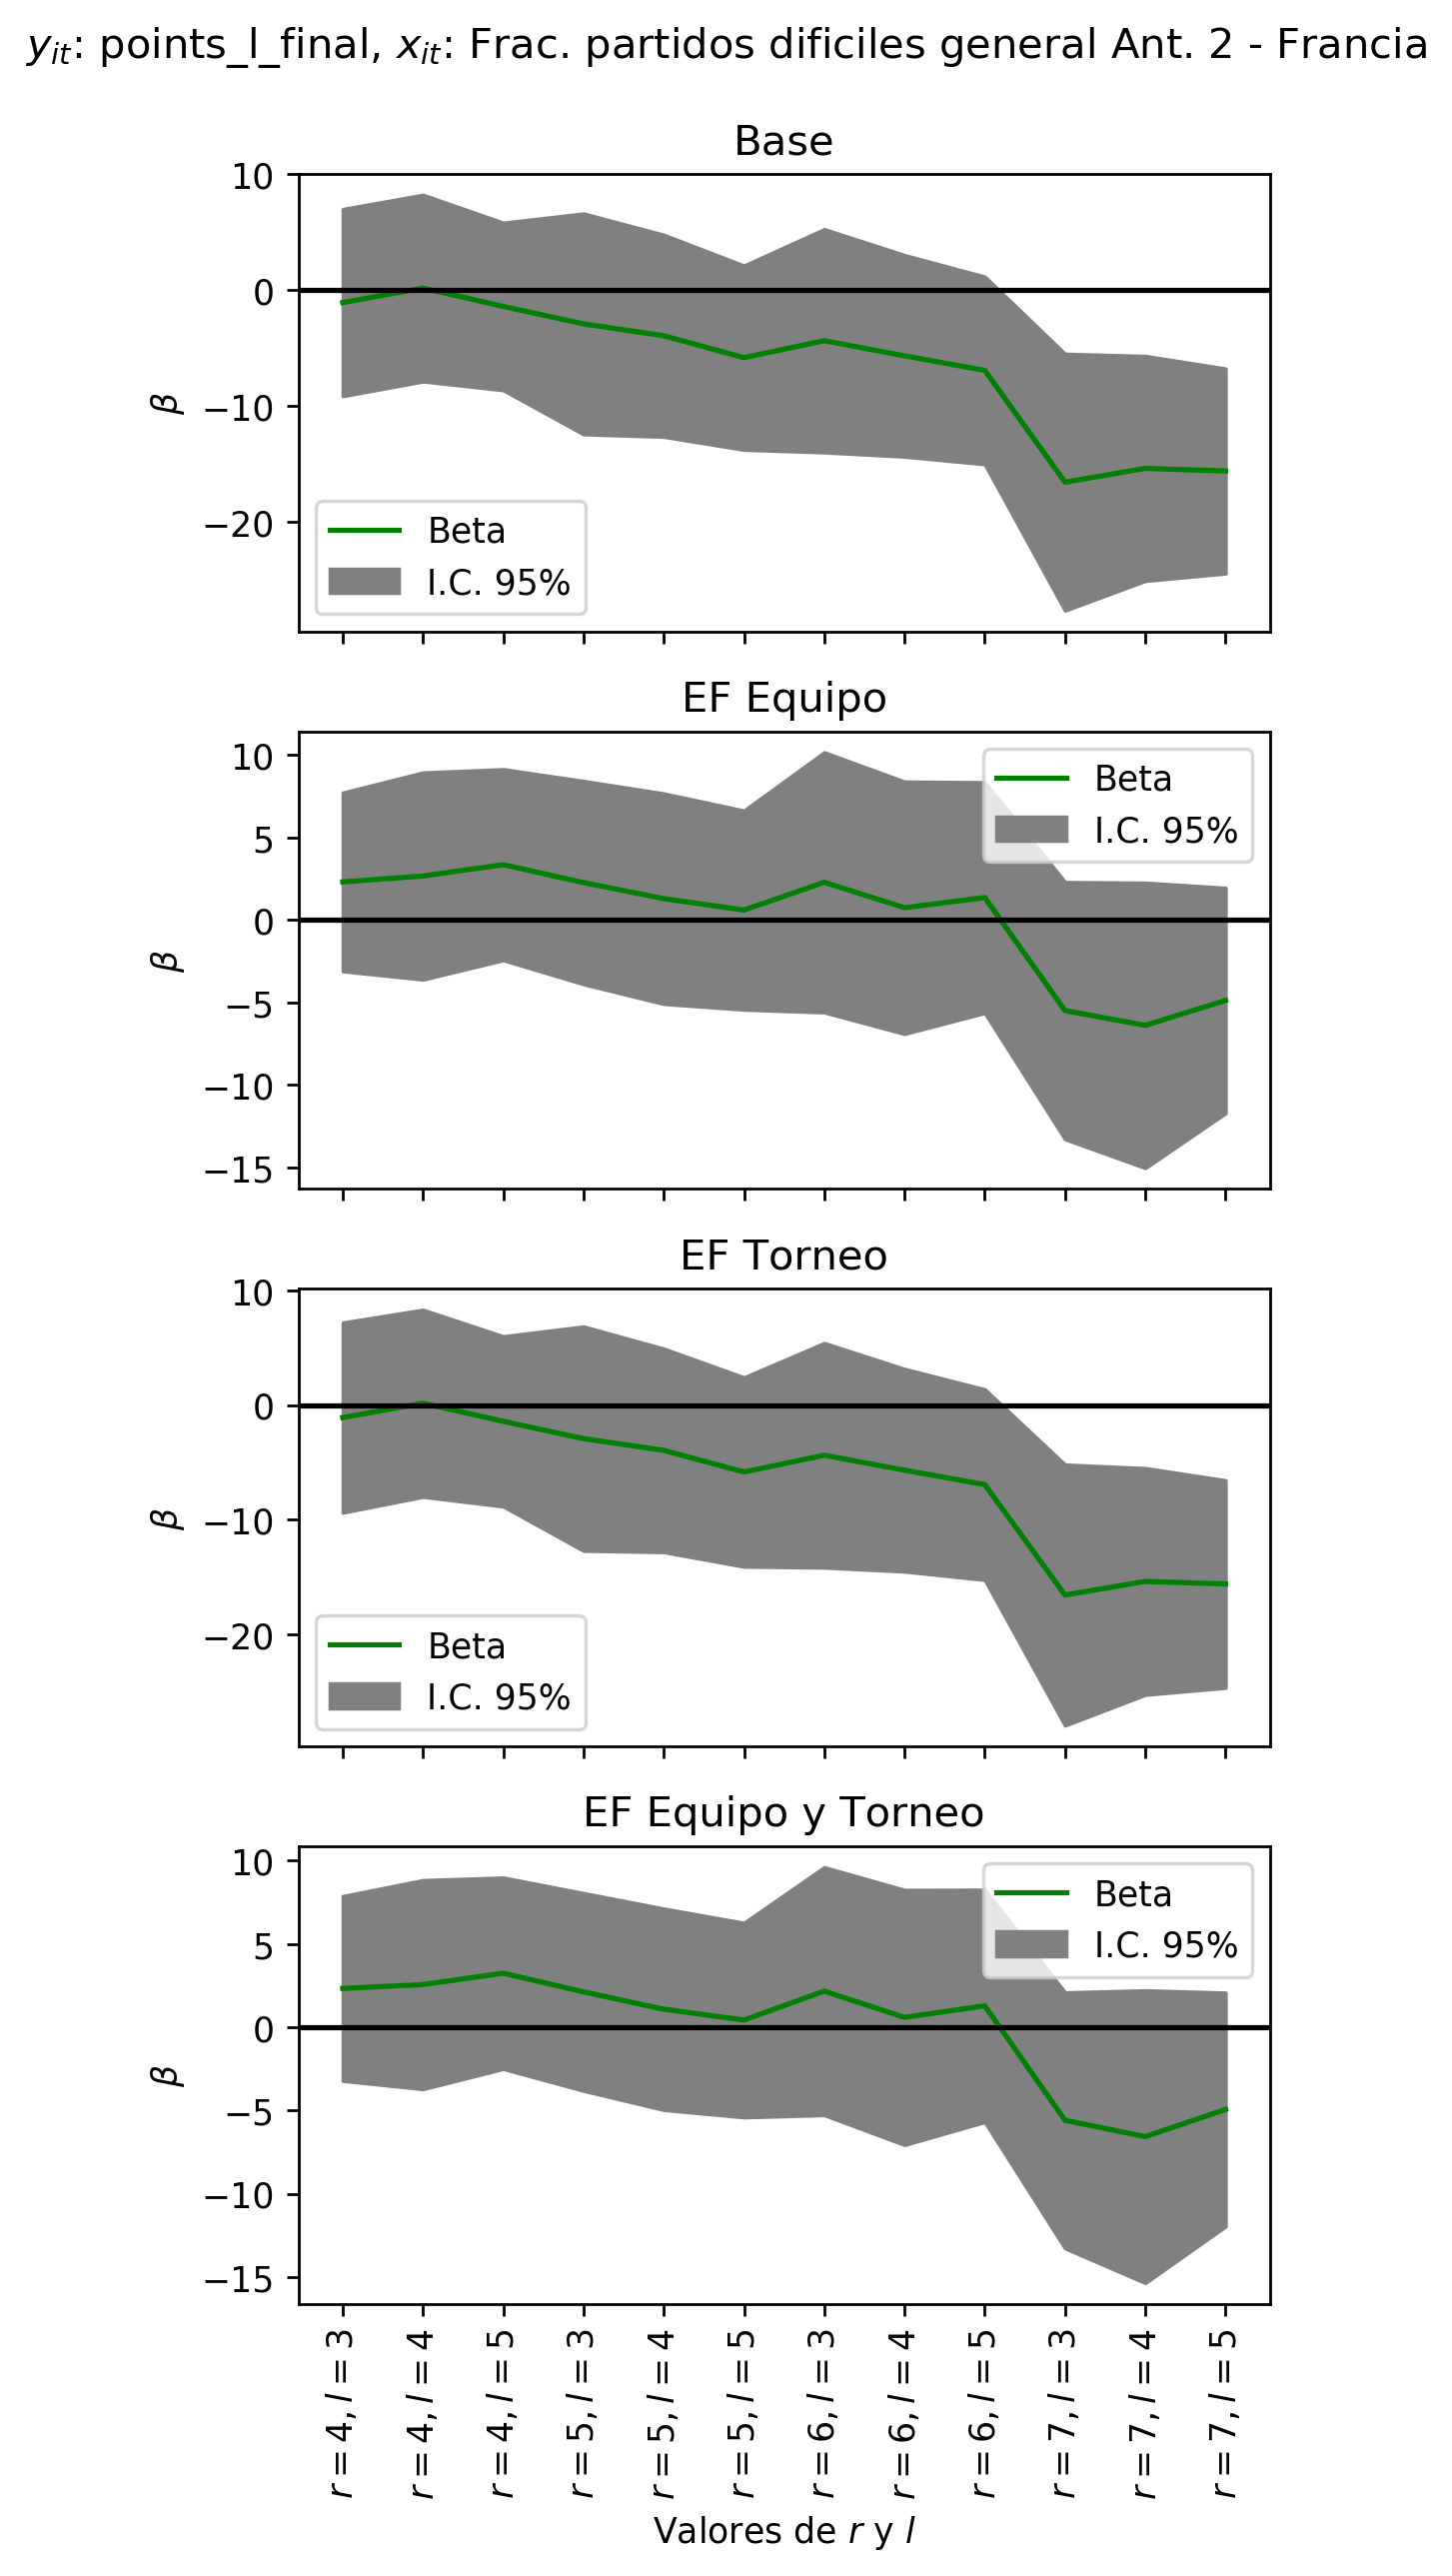 y_it: points_l_final, x_it: Frac. partidos dificiles general Ant. 2 - Francia
Base
10
0
−10
−20
β
Beta
I.C. 95%
EF Equipo
10
5
0
−5
−10
−15
β
Beta
I.C. 95%
EF Torneo
10
0
−10
−20
β
Beta
I.C. 95%
EF Equipo y Torneo
10
5
0
−5
−10
−15
β
Beta
I.C. 95%
r = 4, l = 3
r = 4, l = 4
r = 4, l = 5
r = 5, l = 3
r = 5, l = 4
r = 5, l = 5
r = 6, l = 3
r = 6, l = 4
r = 6, l = 5
r = 7, l = 3
r = 7, l = 4
r = 7, l = 5
Valores de r y l